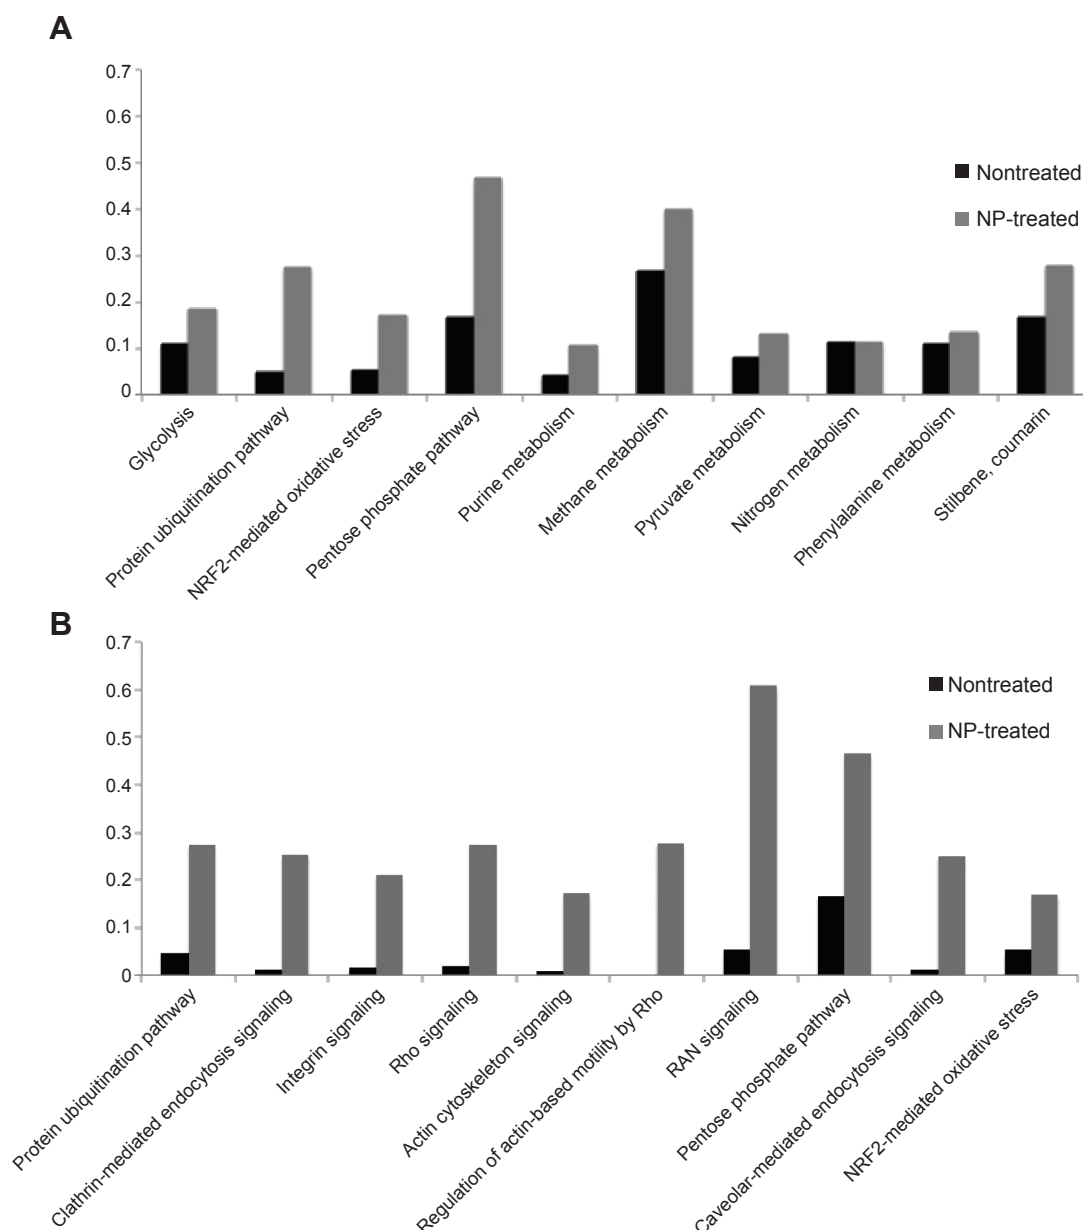 A
0.7
0.6
0.5
0.4
0.3
0.2
0.1
0
Nontreated
NP-treated
Glycolysis
Protein ubiquitination pathway
NRF2-mediated oxidative stress
Pentose phosphate pathway
Purine metabolism
Methane metabolism
Pyruvate metabolism
Nitrogen metabolism
Phenylalanine metabolism
Stilbene, coumarin
B
0.7
0.6
0.5
0.4
0.3
0.2
0.1
0
Nontreated
NP-treated
Protein ubiquitination pathway
Clathrin-mediated endocytosis signaling
Integrin signaling
Rho signaling
Actin cytoskeleton signaling
Regulation of actin-based motility by Rho
RAN signaling
Pentose phosphate pathway
Caveolar-mediated endocytosis signaling
NRF2-mediated oxidative stress